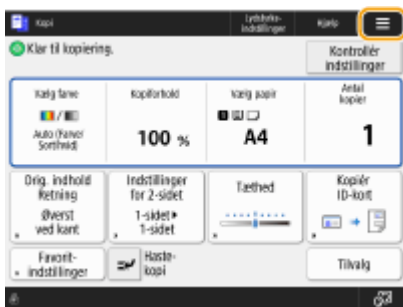 Kopi
Lydstyrke-
indstillinger
Hjælp
Klar til kopiering.
Kontrollér
indstillinger
Vælg farve
Auto (Farve/
Sort/hvid)
Kopiforhold
100 %
Vælg papir
A4
Antal
kopier
1
Orig. indhold
Retning
Øverst
ved kant
Indstillinger
for 2-sidet
1-sidet▶
1-sidet
Tæthed
Kopiér
ID-kort
Favorit-
indstillinger
Haste-
kopi
Tilvalg